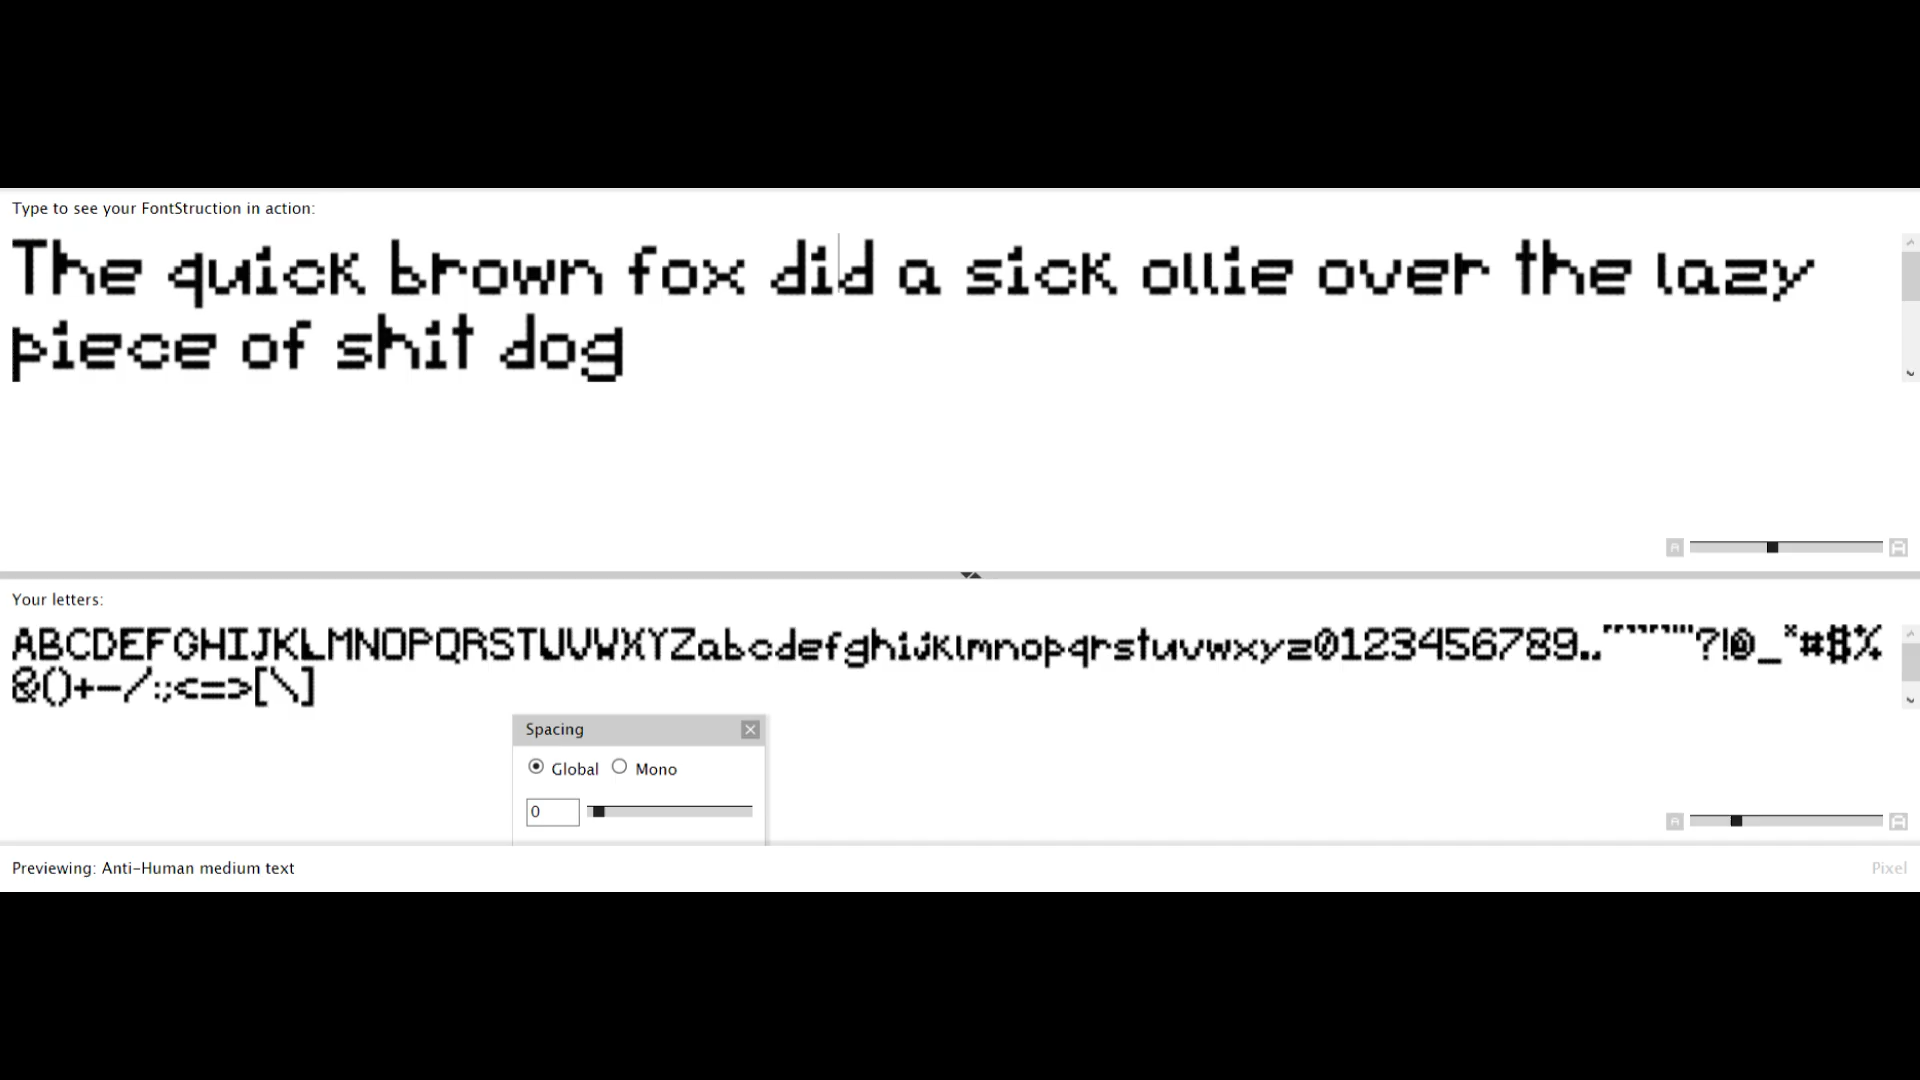 Type to see your FontStruction in action:
The quick brown fox did a sick ollie over the lazy
piece of shit dog
Your letters:
ABCDEFGHIJKLMNOPQRSTUVWXYZabcdefghijklmnopqrstuvwxyz0123456789.,""''""'"?!@_*#$%
&()+-/:;<=>[\]
Spacing
Global Mono
0
Previewing: Anti-Human medium text
Pixel